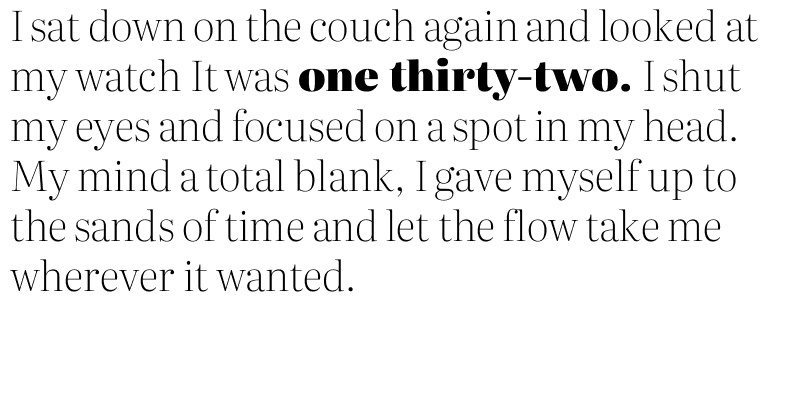 I sat down on the couch again and looked at
my watch It was one thirty-two. I shut
my eyes and focused on a spot in my head.
My mind a total blank, I gave myself up to
the sands of time and let the flow take me
wherever it wanted.